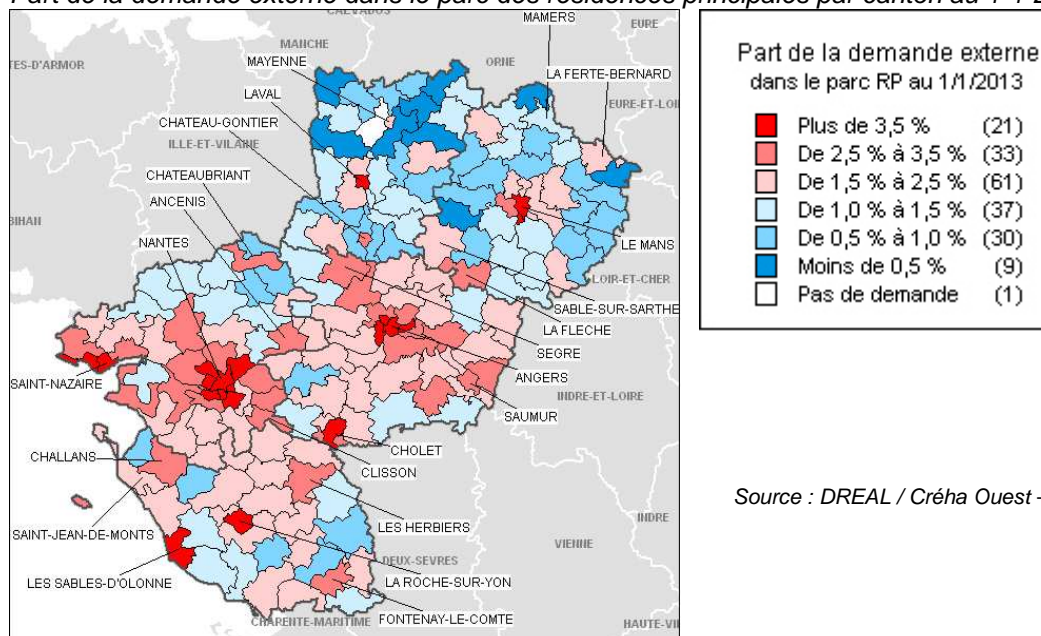 Part de la demande externe dans le parc des résidences principales par canton au 1-1-2
CALVADOS
MAMERS
EURE
MANCHE
MAYENNE
ORNE
TES-D'ARMOR
LA FERTE-BERNARD
LAVAL
EURE-ET-LOI
CHATEAU-GONTIER
ILLE-ET-VILAINE
CHATEAUBRIANT
ANCENIS
BIHAN
NANTES
LE MANS
LOIR-ET-CHER
SABLE-SUR-SARTHE
LA FLECHE
SEGRE
SAINT-NAZAIRE
ANGERS
INDRE-ET-LOIRE
SAUMUR
CHOLET
CHALLANS
CLISSON
INDRE
LES HERBIERS
SAINT-JEAN-DE-MONTS
VIENNE
DEUX-SEVRES
LES SABLES-D'OLONNE
LA ROCHE-SUR-YON
CHARENTE-MARITIME
FONTENAY-LE-COMTE
HAUTE-VI
Part de la demande externe
dans le parc RP au 1/1/2013
Plus de 3,5 % (21)
De 2,5 % à 3,5 % (33)
De 1,5 % à 2,5 % (61)
De 1,0 % à 1,5 % (37)
De 0,5 % à 1,0 % (30)
Moins de 0,5 % (9)
Pas de demande (1)
Source : DREAL / Créha Ouest -